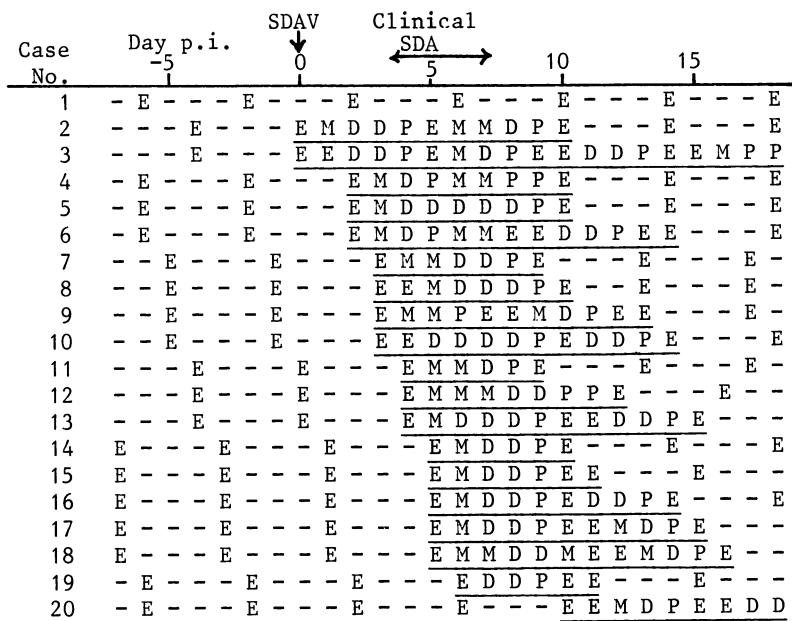 SDAV Clinical
Case Day p.i. SDA
No. -5 0 5 10 15
1 - E - - - E - - - E - - - E - - - E - - - E - - - E
2 - - - E - - - E M D D P E M M D P E - - - E - - - E
3 - - - E - - - E E D D P E M D P E E D D P E E M P P
4 - E - - - E - - - E M D P M M P P E - - - E - - - E
5 - E - - - E - - - E M D D D D D P E - - - E - - - E
6 - E - - - E - - - E M D P M M E E D D P E E - - - E
7 - - E - - - E - - - E M M D D P E - - - E - - - E -
8 - - E - - - E - - - E E M D D D P E - - E - - - E -
9 - - E - - - E - - - E M M P E E M D P E E - - - E -
10 - - E - - - E - - - E E D D D D P E D D P E - - - E
11 - - - E - - - E - - - E M M D P E - - - E - - - E -
12 - - - E - - - E - - - E M M M D D P P E - - - E - -
13 - - - E - - - E - - - E M D D D P E E D D P E - - -
14 E - - - E - - - E - - - E M D D P E - - - E - - - E
15 E - - - E - - - E - - - E M D D P E E - - - E - - -
16 E - - - E - - - E - - - E M D D P E D D P E - - - E
17 E - - - E - - - E - - - E M D D P E E M D P E - - -
18 E - - - E - - - E - - - E M M D D M E E M D P E - -
19 - E - - - E - - - E - - - E D D P E E - - - E - - -
20 - E - - - E - - - E - - - E - - - E E M D P E E D D